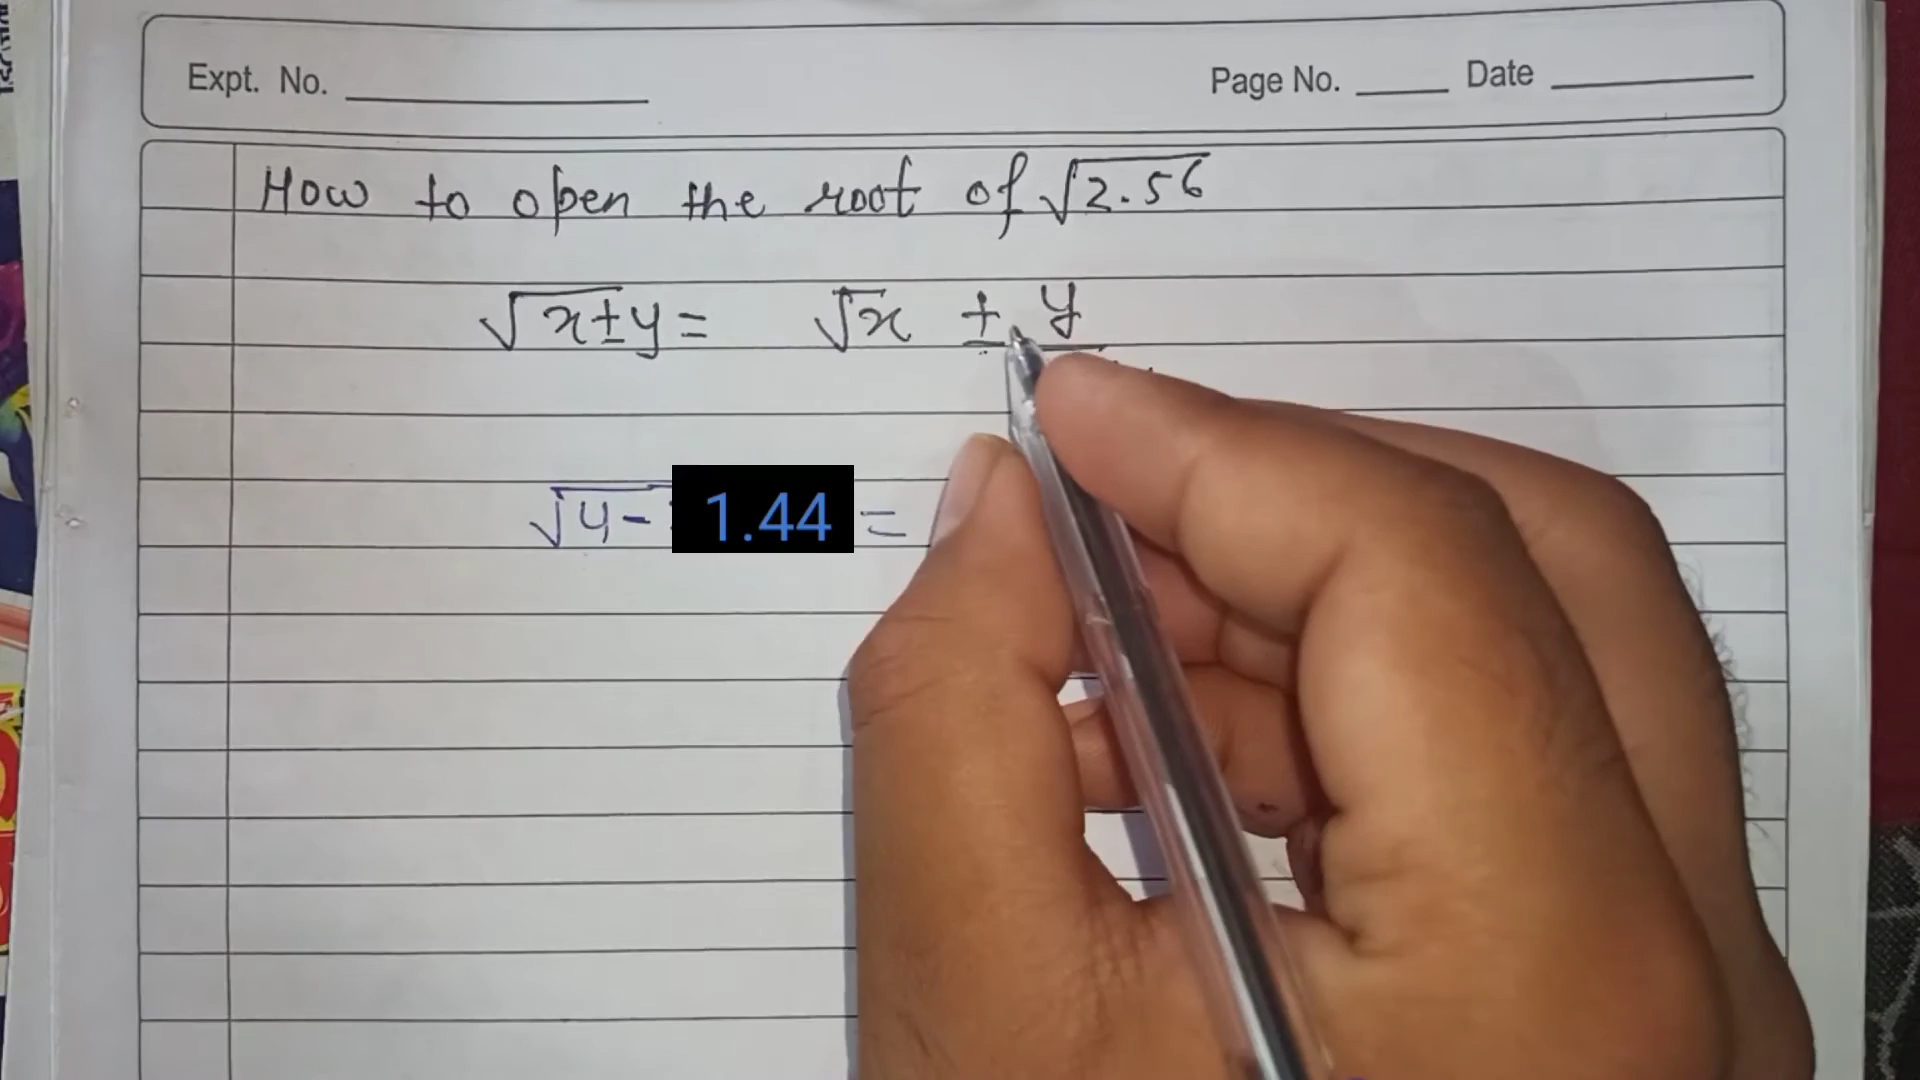 Expt. No. Page No. Date
How to open the root of √2.56
√x±y = √x ± y
√4- 1.44 =